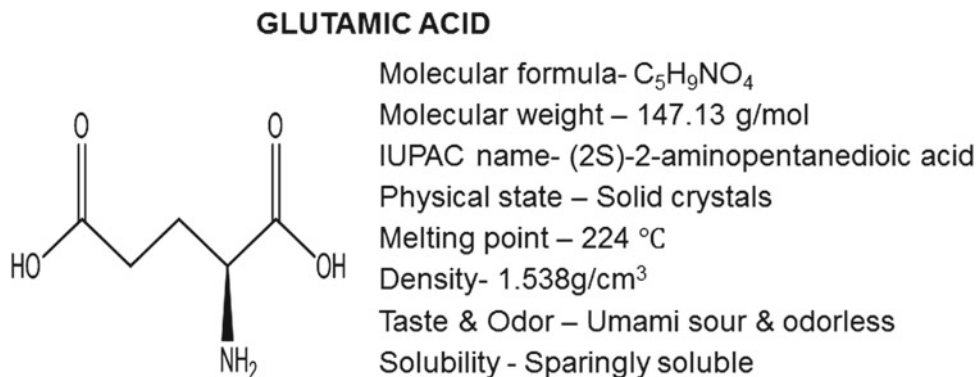 GLUTAMIC ACID
Molecular formula- C₅H₉NO₄
Molecular weight – 147.13 g/mol
IUPAC name- (2S)-2-aminopentanedioic acid
Physical state – Solid crystals
Melting point – 224 °C
Density- 1.538g/cm³
Taste & Odor – Umami sour & odorless
Solubility - Sparingly soluble
O
O
HO
OH
NH₂